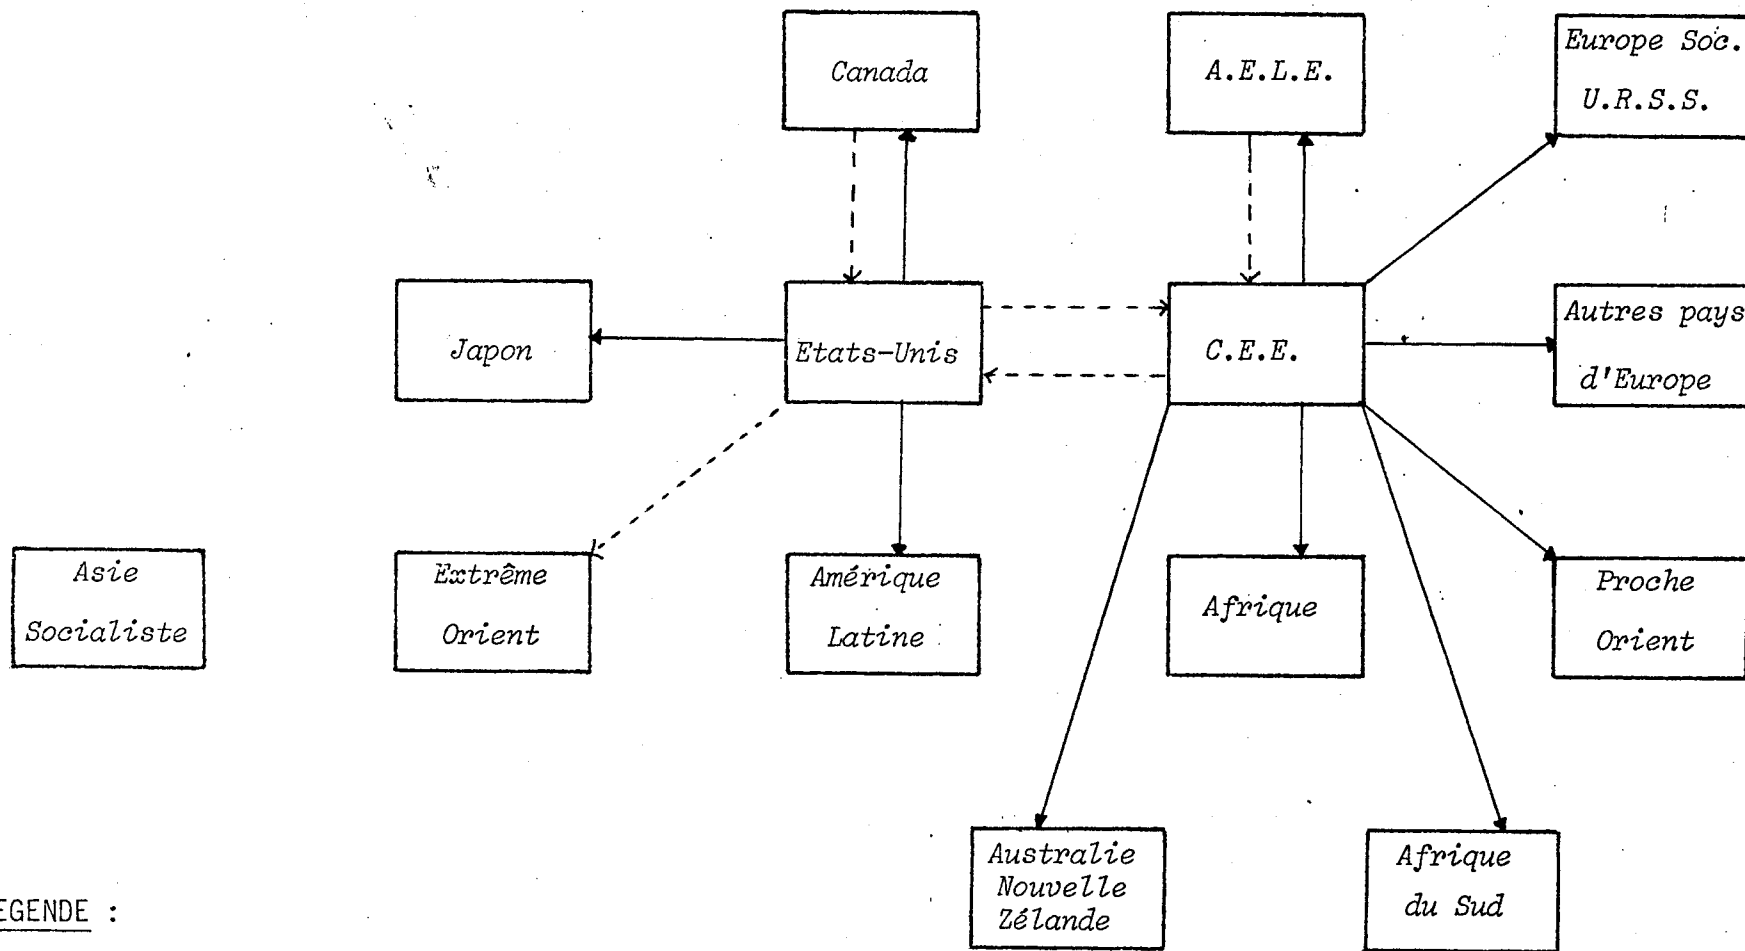 Canada
A.E.L.E.
Europe Soc.
U.R.S.S.
Japon
Etats-Unis
C.E.E.
Autres pays
d'Europe
Asie
Socialiste
Extrême
Orient
Amérique
Latine
Afrique
Proche
Orient
Australie
Nouvelle
Zélande
Afrique
du Sud
EGENDE :